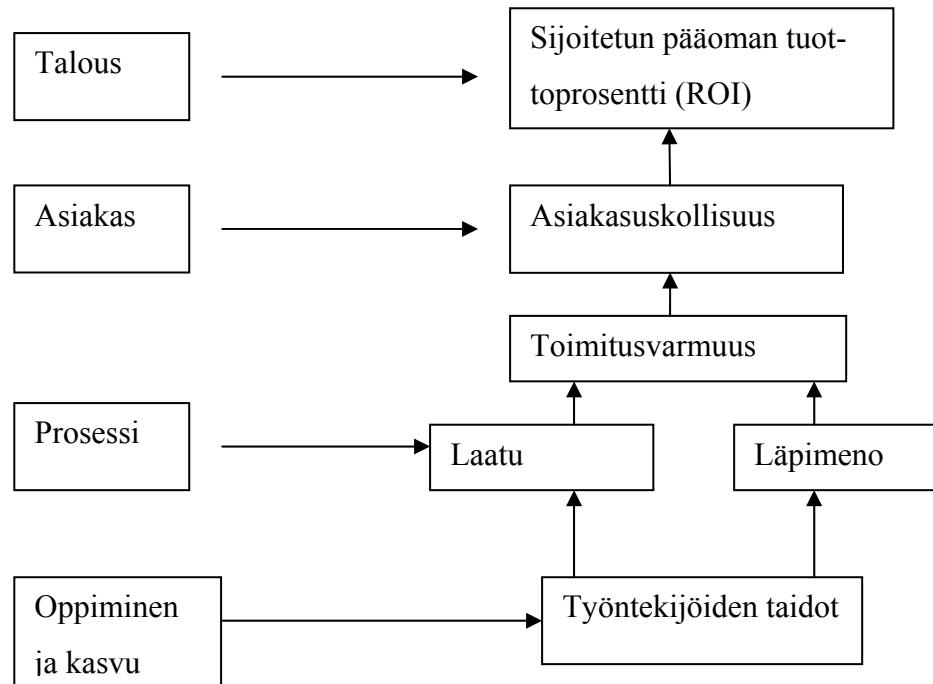 Talous
Sijoitetun pääoman tuot-
toprosentti (ROI)
Asiakas
Asiakasuskollisuus
Toimitusvarmuus
Prosessi
Laatu
Läpimeno
Oppiminen
ja kasvu
Työntekijöiden taidot